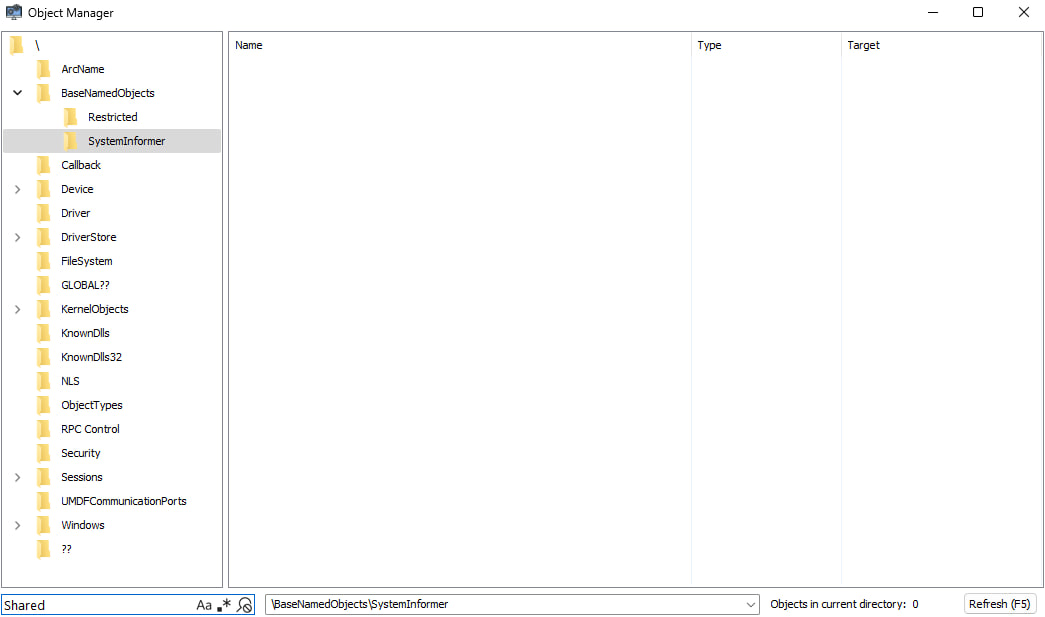 Object Manager
\
ArcName
BaseNamedObjects
Restricted
SystemInformer
Callback
Device
Driver
DriverStore
FileSystem
GLOBAL??
KernelObjects
KnownDlls
KnownDlls32
NLS
ObjectTypes
RPC Control
Security
Sessions
UMDFCommunicationPorts
Windows
??
Name Type Target
Shared Aa .* \BaseNamedObjects\SystemInformer Objects in current directory: 0 Refresh (F5)